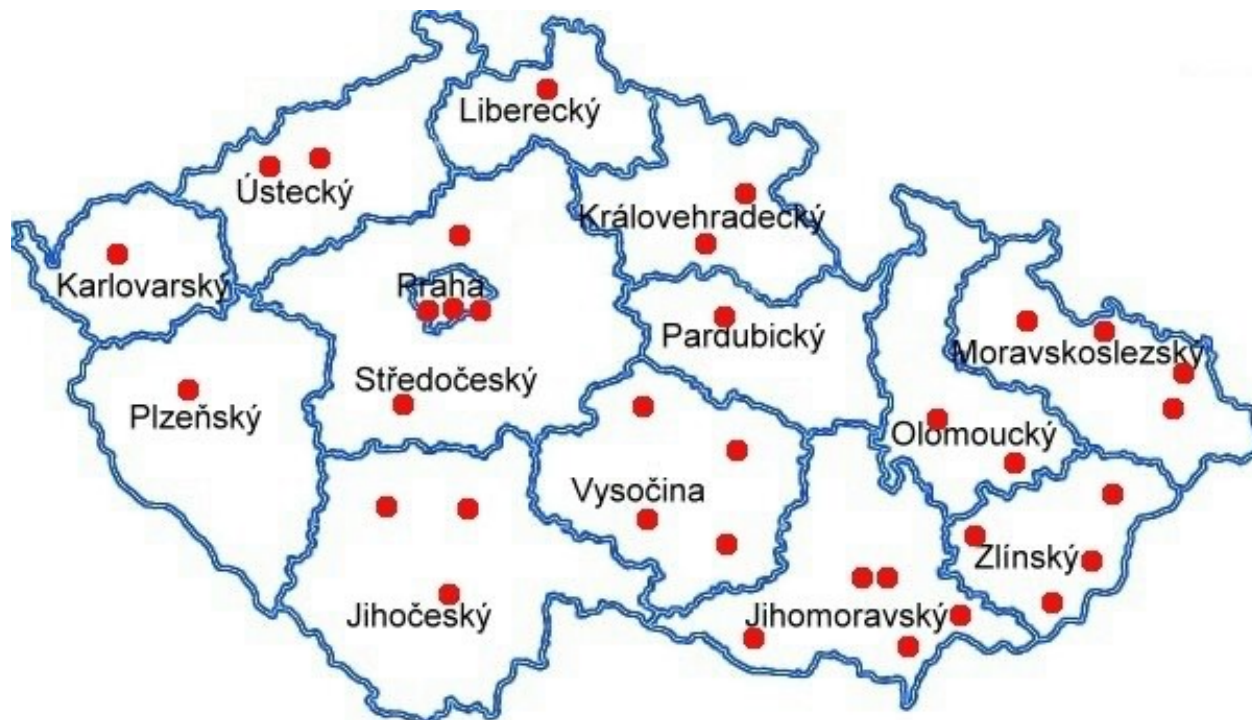 Liberecký
Ústecký
Královehradecký
Karlovarský
Praha
Pardubický
Moravskoslezský
Středočeský
Plzeňský
Olomoucký
Vysočina
Zlínský
Jihočeský
Jihomoravský